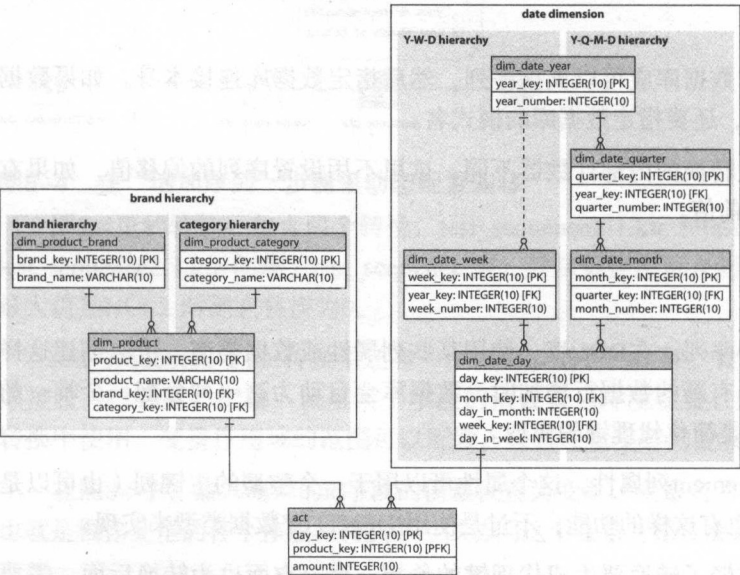 date dimension
Y-W-D hierarchy
Y-Q-M-D hierarchy
dim_date_year
year_key: INTEGER(10) [PK]
year_number: INTEGER(10)
dim_date_quarter
quarter_key: INTEGER(10) [PK]
year_key: INTEGER(10) [FK]
quarter_number: INTEGER(10)
brand hierarchy
brand hierarchy
category hierarchy
dim_product_brand
brand_key: INTEGER(10) [PK]
brand_name: VARCHAR(10)
dim_product_category
category_key: INTEGER(10) [PK]
category_name: VARCHAR(10)
dim_date_week
week_key: INTEGER(10) [PK]
year_key: INTEGER(10) [FK]
week_number: INTEGER(10)
dim_date_month
month_key: INTEGER(10) [PK]
quarter_key: INTEGER(10) [FK]
month_number: INTEGER(10)
dim_product
product_key: INTEGER(10) [PK]
product_name: VARCHAR(10)
brand_key: INTEGER(10) [FK]
category_key: INTEGER(10) [FK]
dim_date_day
day_key: INTEGER(10) [PK]
month_key: INTEGER(10) [FK]
day_in_month: INTEGER(10)
week_key: INTEGER(10) [FK]
day_in_week: INTEGER(10)
act
day_key: INTEGER(10) [PK]
product_key: INTEGER(10) [PFK]
amount: INTEGER(10)